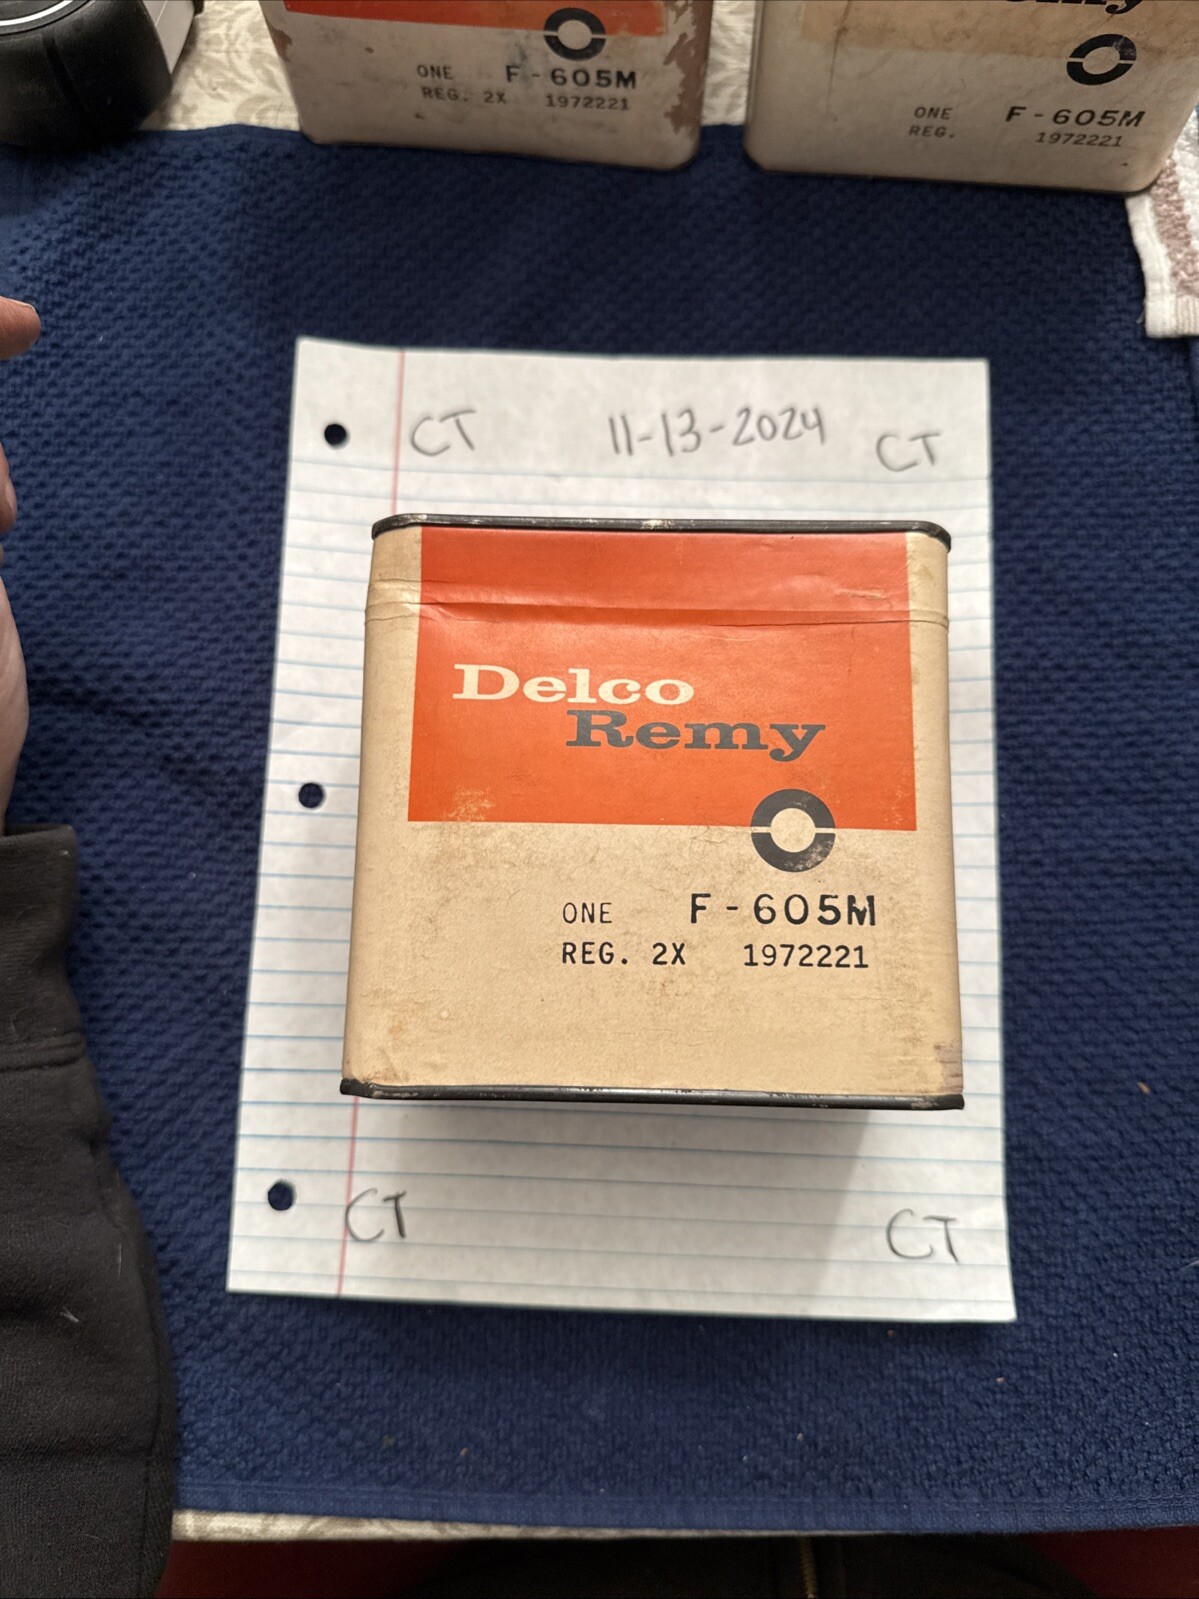 ONE F-605M
REG. 2X 1972221
ONE F-605M
REG. 1972221
CT 11-13-2024 CT
Delco
Remy
ONE F-605M
REG. 2X 1972221
CT CT